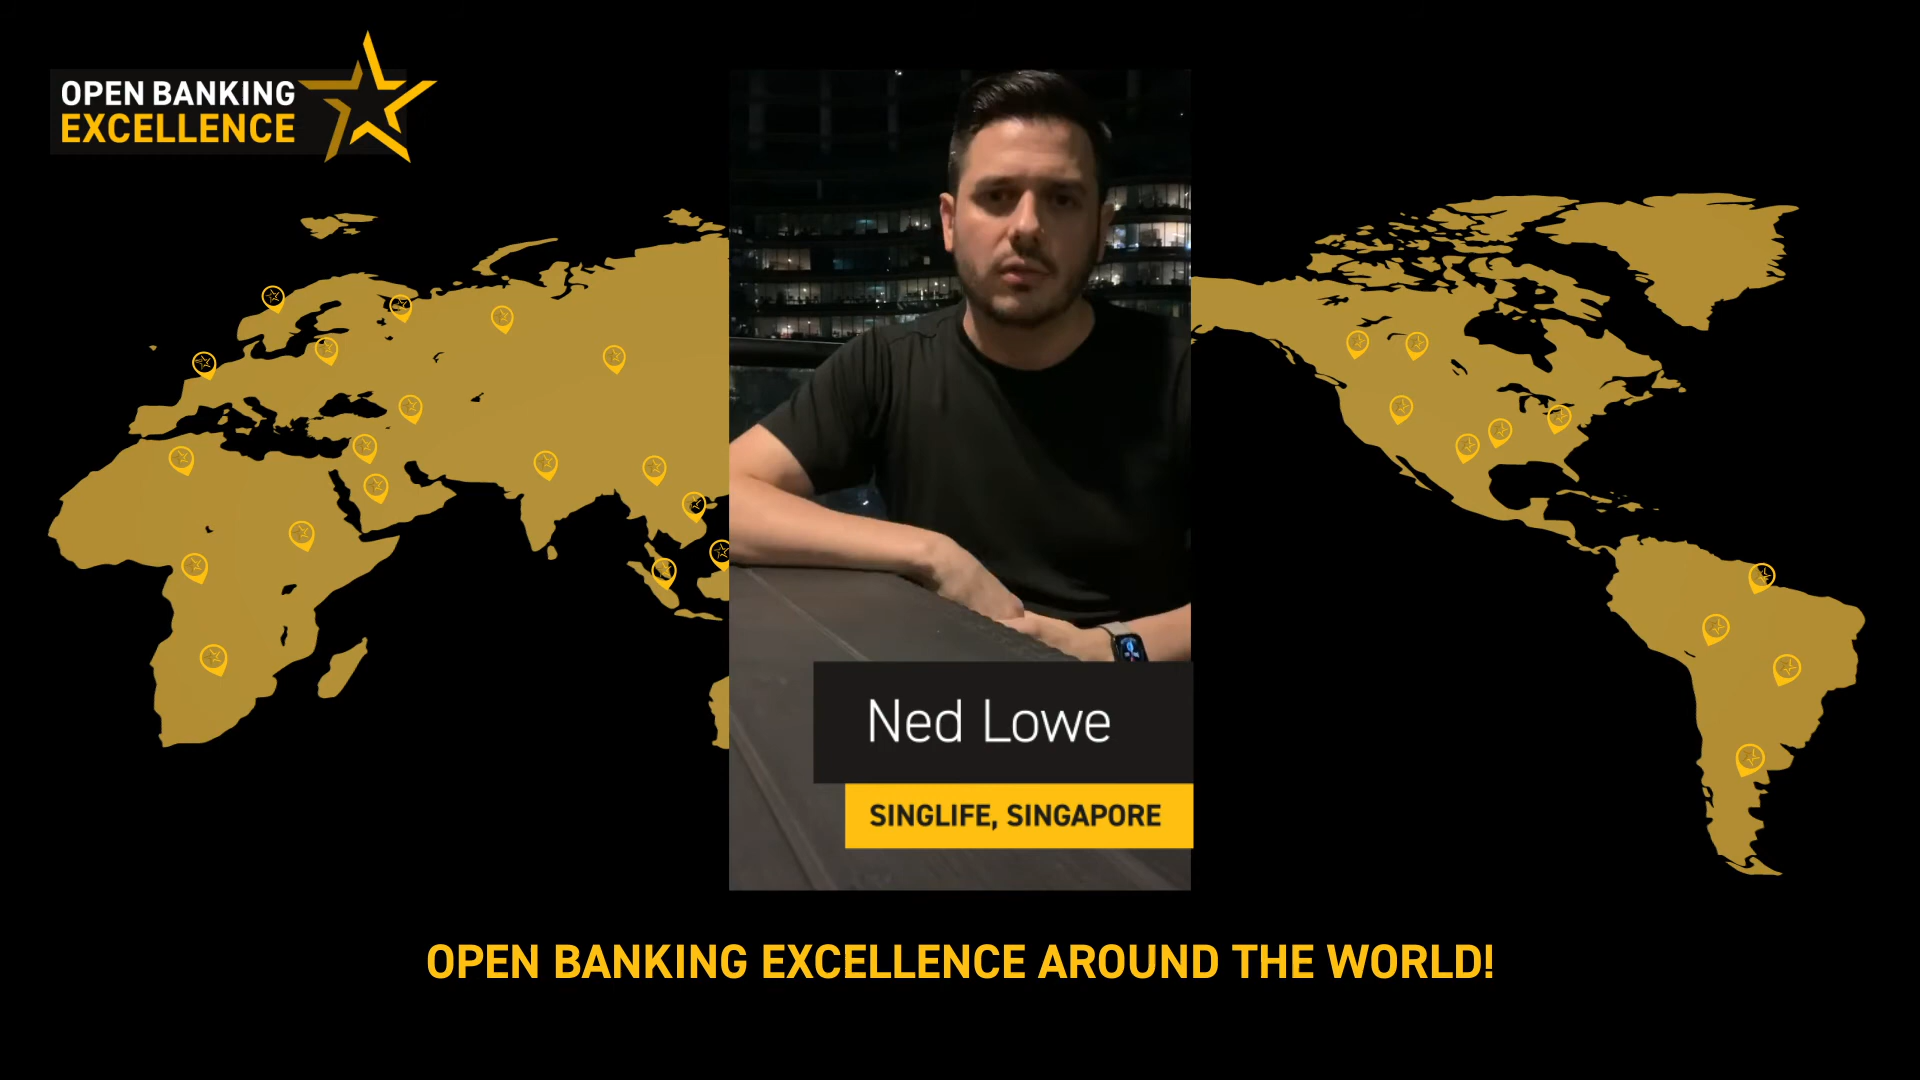 OPEN BANKING
EXCELLENCE
Ned Lowe
SINGLIFE, SINGAPORE
OPEN BANKING EXCELLENCE AROUND THE WORLD!